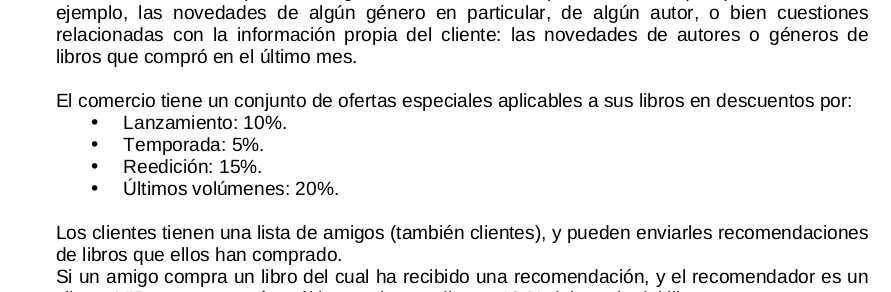 ejemplo, las novedades de algún género en particular, de algún autor, o bien cuestiones
relacionadas con la información propia del cliente: las novedades de autores o géneros de
libros que compró en el último mes.
El comercio tiene un conjunto de ofertas especiales aplicables a sus libros en descuentos por:
• Lanzamiento: 10%.
• Temporada: 5%.
• Reedición: 15%.
• Últimos volúmenes: 20%.
Los clientes tienen una lista de amigos (también clientes), y pueden enviarles recomendaciones
de libros que ellos han comprado.
Si un amigo compra un libro del cual ha recibido una recomendación, y el recomendador es un